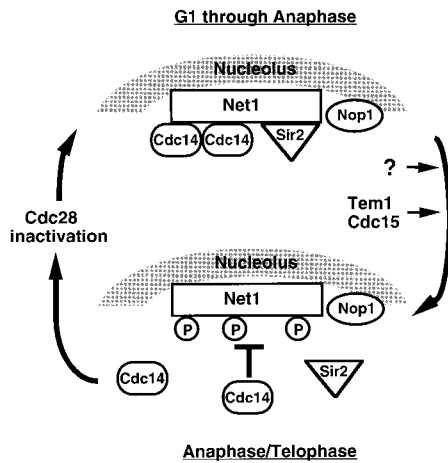 G1 through Anaphase
Nucleolus
Net1
Nop1
Cdc14 Cdc14 Sir2
?
Tem1
Cdc15
Cdc28
inactivation
Nucleolus
Net1
Nop1
P P P
Cdc14
Sir2
Cdc14
Anaphase/Telophase